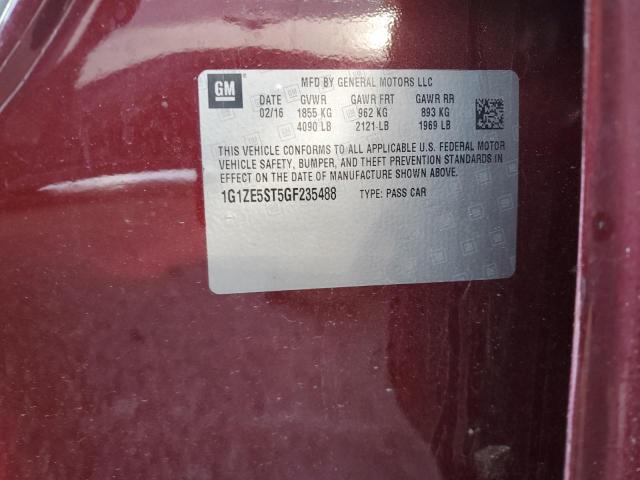 GM
MFD BY GENERAL MOTORS LLC
DATE GVWR GAWR FRT GAWR RR
02/16 1855 KG 962 KG 893 KG
4090 LB 2121 LB 1969 LB
THIS VEHICLE CONFORMS TO ALL APPLICABLE U.S. FEDERAL MOTOR
VEHICLE SAFETY, BUMPER, AND THEFT PREVENTION STANDARDS IN
EFFECT ON THE DATE OF MANUFACTURE SHOWN ABOVE.
1G1ZE5ST5GF235488 TYPE: PASS CAR